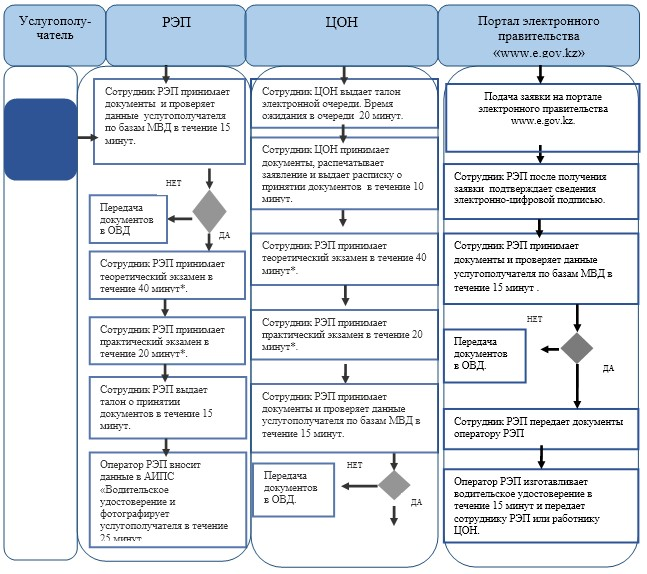 Услугополу-
чатель
РЭП
ЦОН
Портал электронного
правительства
«www.e.gov.kz»
Сотрудник РЭП принимает
документы и проверяет
данные услугополучателя
по базам МВД в течение 15
минут.
НЕТ
Передача
документов
в ОВД
ДА
Сотрудник РЭП принимает
теоретический экзамен в
течение 40 минут*.
Сотрудник РЭП принимает
практический экзамен в
течение 20 минут*.
Сотрудник РЭП выдает
талон о принятии
документов в течение 15
минут.
Оператор РЭП вносит
данные в АИПС
«Водительское
удостоверение и
фотографирует
услугополучателя в течение
25 минут
Сотрудник ЦОН выдает талон
электронной очереди. Время
ожидания в очереди 20 минут.
Сотрудник ЦОН принимает
документы, распечатывает
заявление и выдает расписку о
принятии документов в течение 10
минут.
Сотрудник РЭП принимает
теоретический экзамен в течение 40
минут*.
Сотрудник РЭП принимает
практический экзамен в течение 20
минут*.
Сотрудник РЭП принимает
документы и проверяет данные
услугополучателя по базам МВД в
течение 15 минут.
НЕТ
Передача
документов
в ОВД.
ДА
Подача заявки на портале
электронного правительства
www.e.gov.kz.
Сотрудник РЭП после получения
заявки подтверждает сведения
электронно-цифровой подписью.
Сотрудник РЭП принимает
документы и проверяет данные
услугополучателя по базам МВД в
течение 15 минут .
НЕТ
Передача
документов
в ОВД.
ДА
Сотрудник РЭП передает документы
оператору РЭП
Оператор РЭП изготавливает
водительское удостоверение в
течение 15 минут и передает
сотруднику РЭП или работнику
ЦОН.